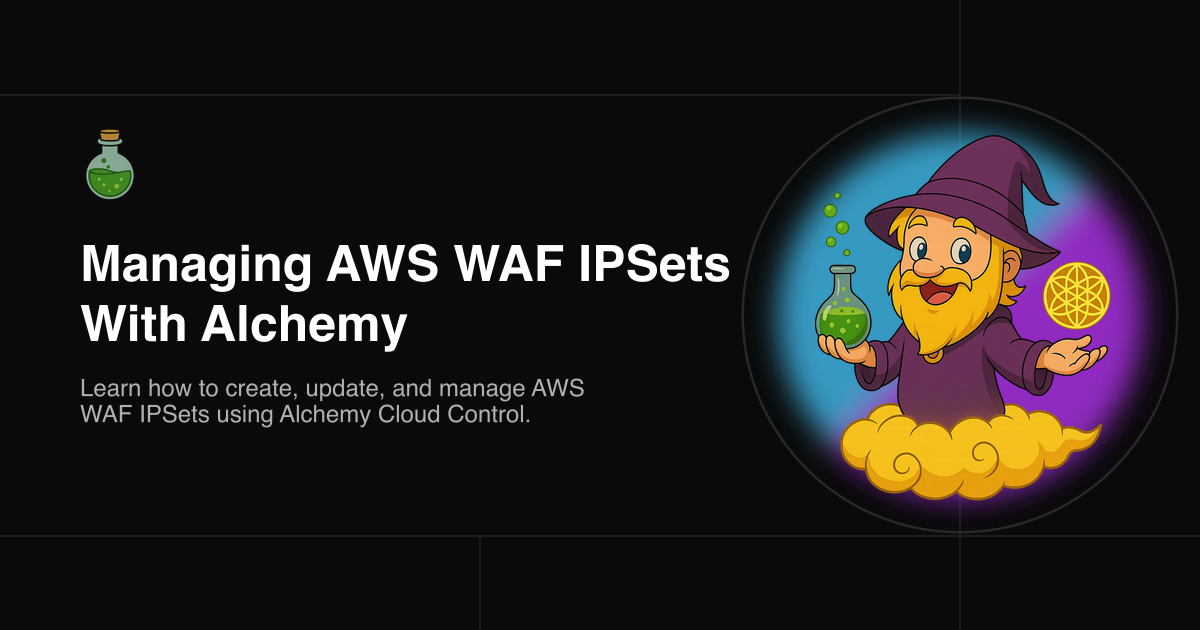 Managing AWS WAF IPSets
With Alchemy
Learn how to create, update, and manage AWS
WAF IPSets using Alchemy Cloud Control.